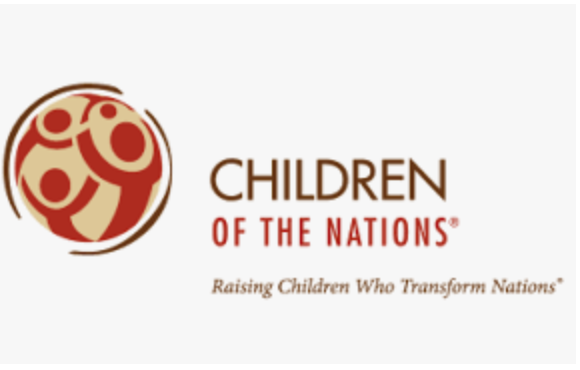 CHILDREN
OF THE NATIONS®
Raising Children Who Transform Nations®